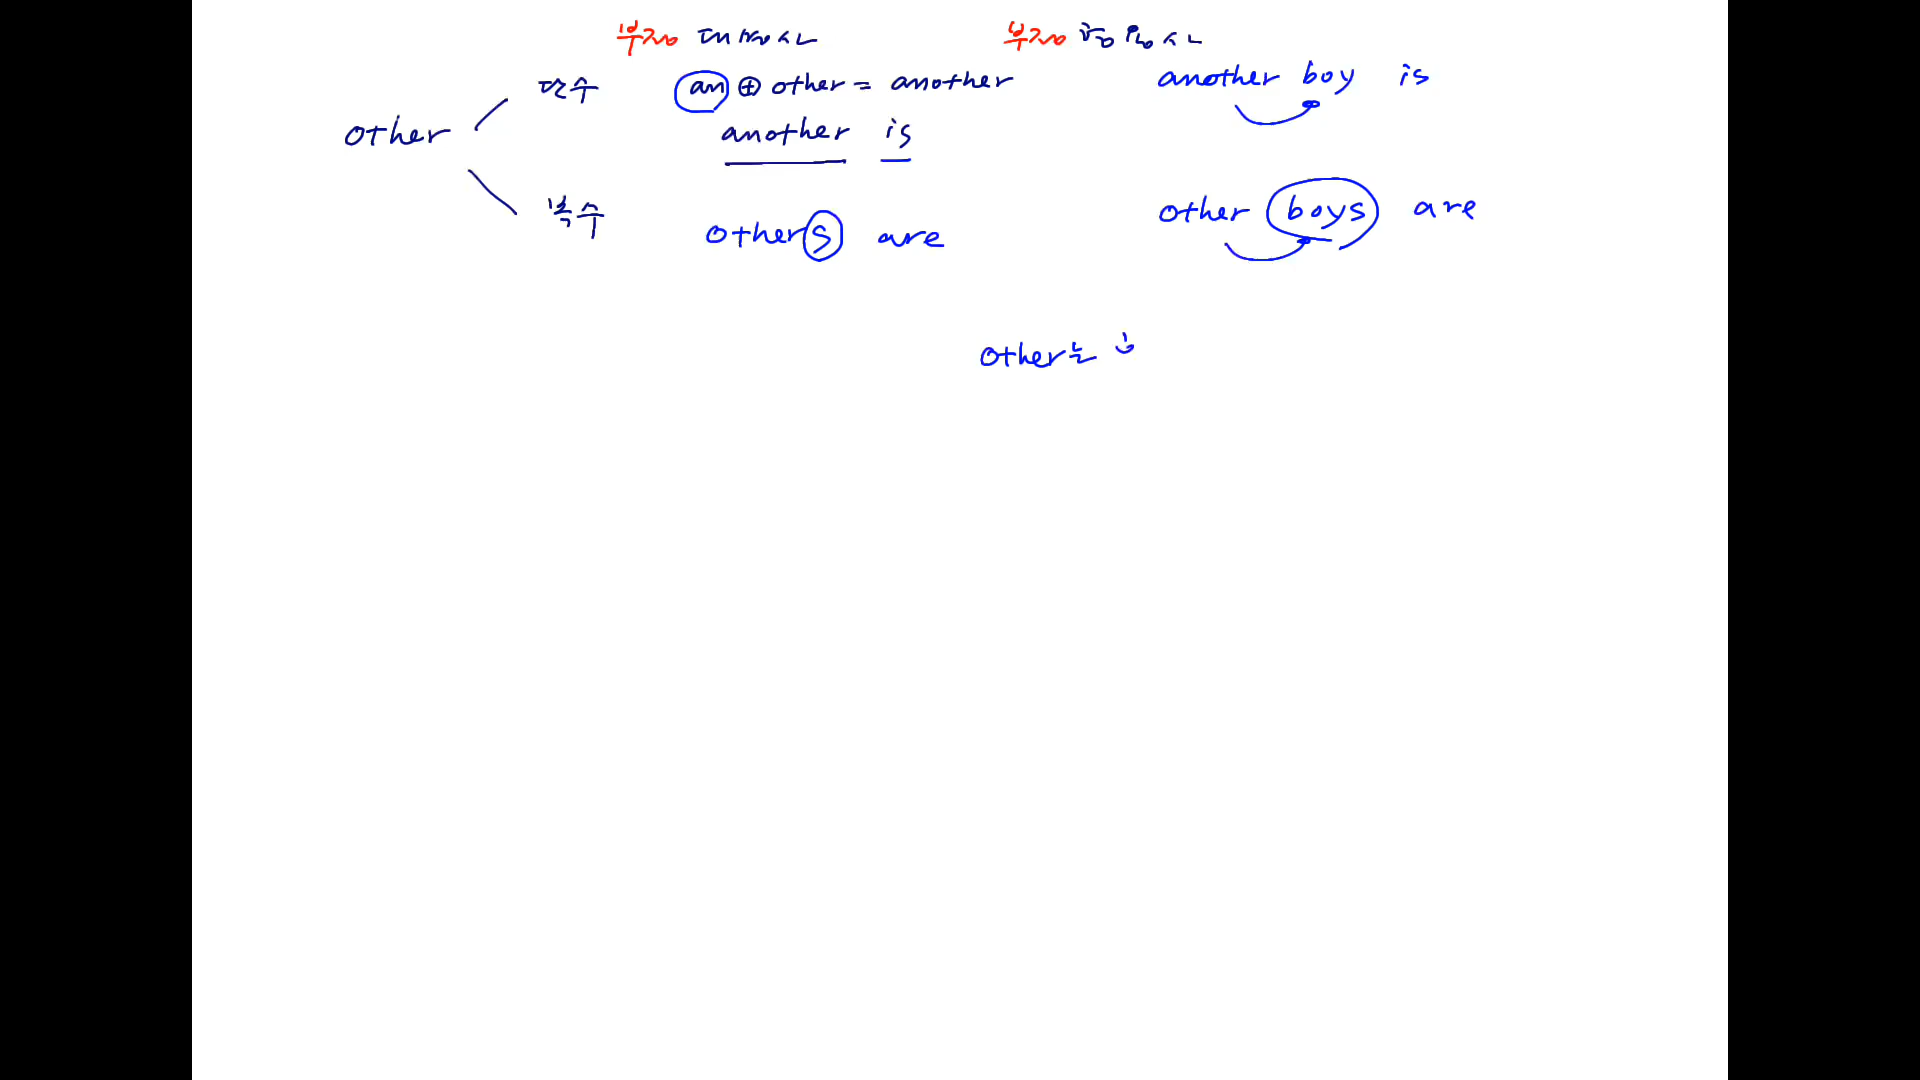 부정 대명사 부정 형용사
단수 an ⊕ other = another another boy is
other another is
복수 others are other boys are
other는